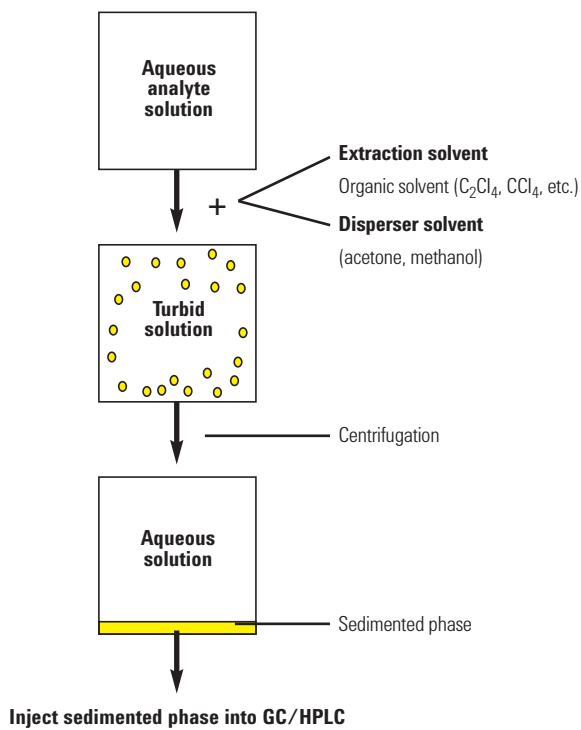 Aqueous
analyte
solution
+
Extraction solvent
Organic solvent (C₂Cl₄, CCl₄, etc.)
Disperser solvent
(acetone, methanol)
Turbid
solution
Centrifugation
Aqueous
solution
Sedimented phase
Inject sedimented phase into GC/HPLC